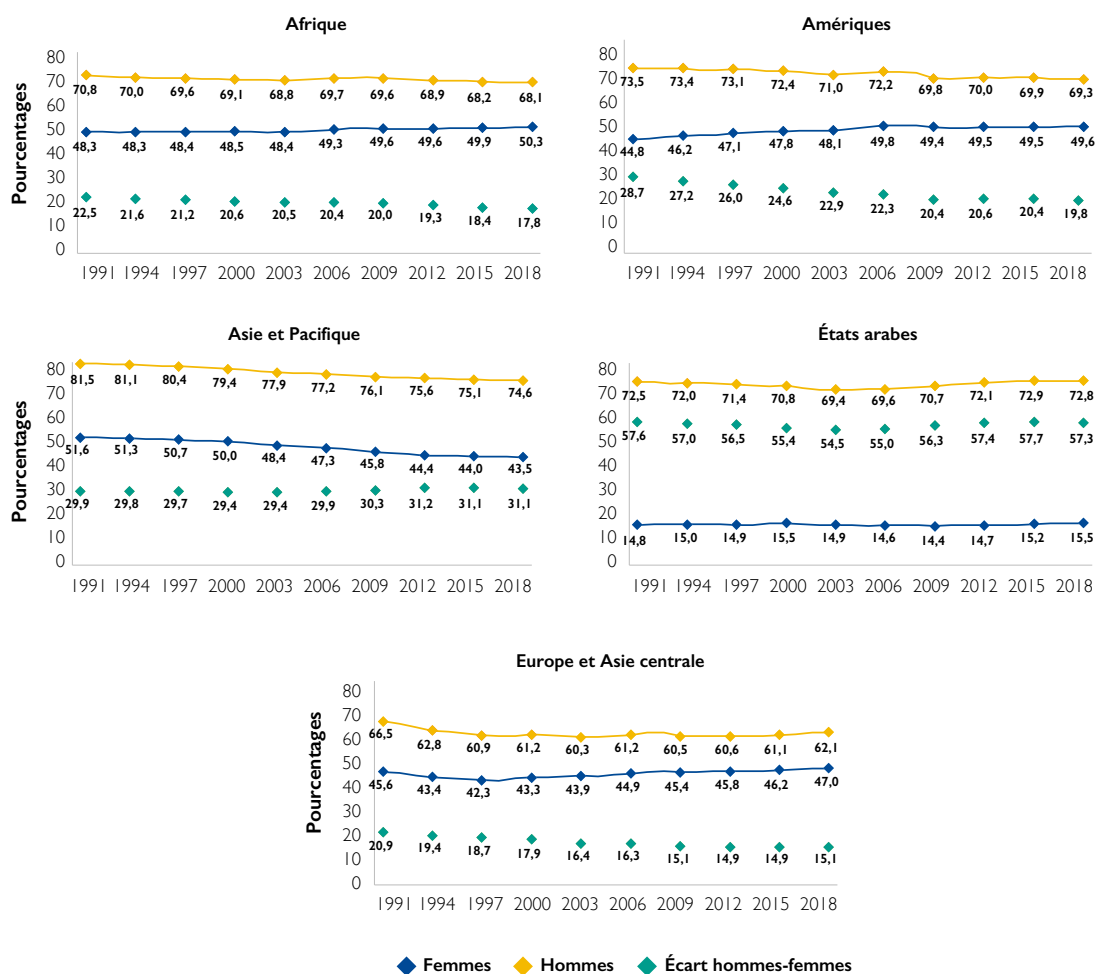 Afrique
Pourcentages
80
70
60
50
40
30
20
10
0
70,8 70,0 69,6 69,1 68,8 69,7 69,6 68,9 68,2 68,1
48,3 48,3 48,4 48,5 48,4 49,3 49,6 49,6 49,9 50,3
22,5 21,6 21,2 20,6 20,5 20,4 20,0 19,3 18,4 17,8
1991 1994 1997 2000 2003 2006 2009 2012 2015 2018
Amériques
80
70
60
50
40
30
20
10
0
73,5 73,4 73,1 72,4 71,0 72,2 69,8 70,0 69,9 69,3
44,8 46,2 47,1 47,8 48,1 49,8 49,4 49,5 49,5 49,6
28,7 27,2 26,0 24,6 22,9 22,3 20,4 20,6 20,4 19,8
1991 1994 1997 2000 2003 2006 2009 2012 2015 2018
Asie et Pacifique
Pourcentages
80
70
60
50
40
30
20
10
0
81,5 81,1 80,4 79,4 77,9 77,2 76,1 75,6 75,1 74,6
51,6 51,3 50,7 50,0 48,4 47,3 45,8 44,4 44,0 43,5
29,9 29,8 29,7 29,4 29,4 29,9 30,3 31,2 31,1 31,1
1991 1994 1997 2000 2003 2006 2009 2012 2015 2018
États arabes
80
70
60
50
40
30
20
10
0
72,5 72,0 71,4 70,8 69,4 69,6 70,7 72,1 72,9 72,8
57,6 57,0 56,5 55,4 54,5 55,0 56,3 57,4 57,7 57,3
14,8 15,0 14,9 15,5 14,9 14,6 14,4 14,7 15,2 15,5
1991 1994 1997 2000 2003 2006 2009 2012 2015 2018
Europe et Asie centrale
Pourcentages
80
70
60
50
40
30
20
10
0
66,5 62,8 60,9 61,2 60,3 61,2 60,5 60,6 61,1 62,1
45,6 43,4 42,3 43,3 43,9 44,9 45,4 45,8 46,2 47,0
20,9 19,4 18,7 17,9 16,4 16,3 15,1 14,9 14,9 15,1
1991 1994 1997 2000 2003 2006 2009 2012 2015 2018
Femmes Hommes Écart hommes-femmes